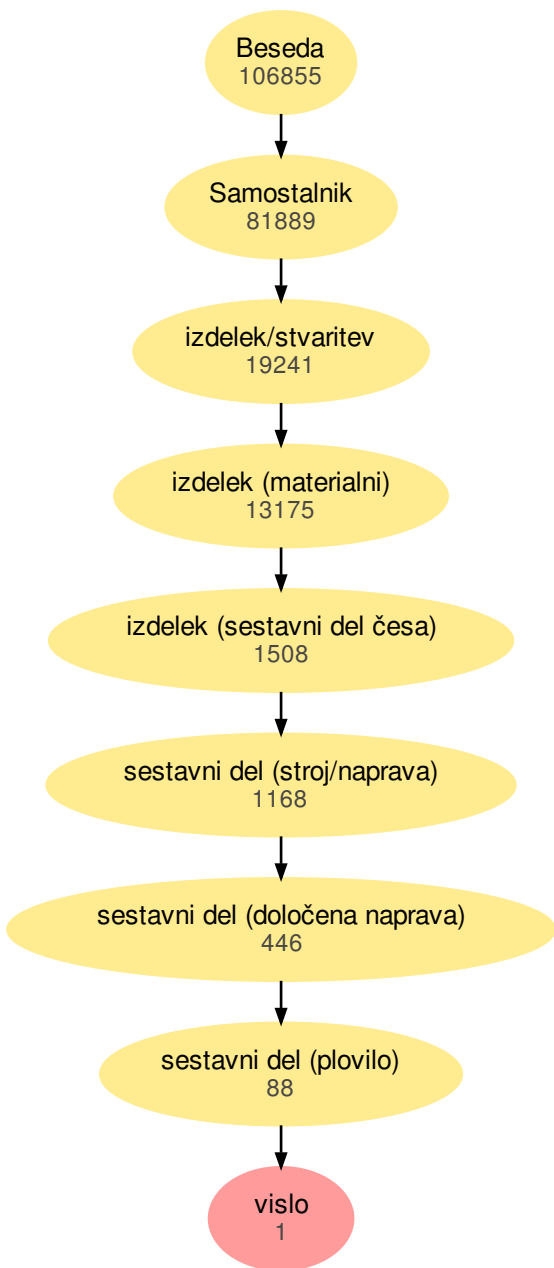 Beseda
106855
Samostalnik
81889
izdelek/stvaritev
19241
izdelek (materialni)
13175
izdelek (sestavni del česa)
1508
sestavni del (stroj/naprava)
1168
sestavni del (določena naprava)
446
sestavni del (plovilo)
88
vislo
1